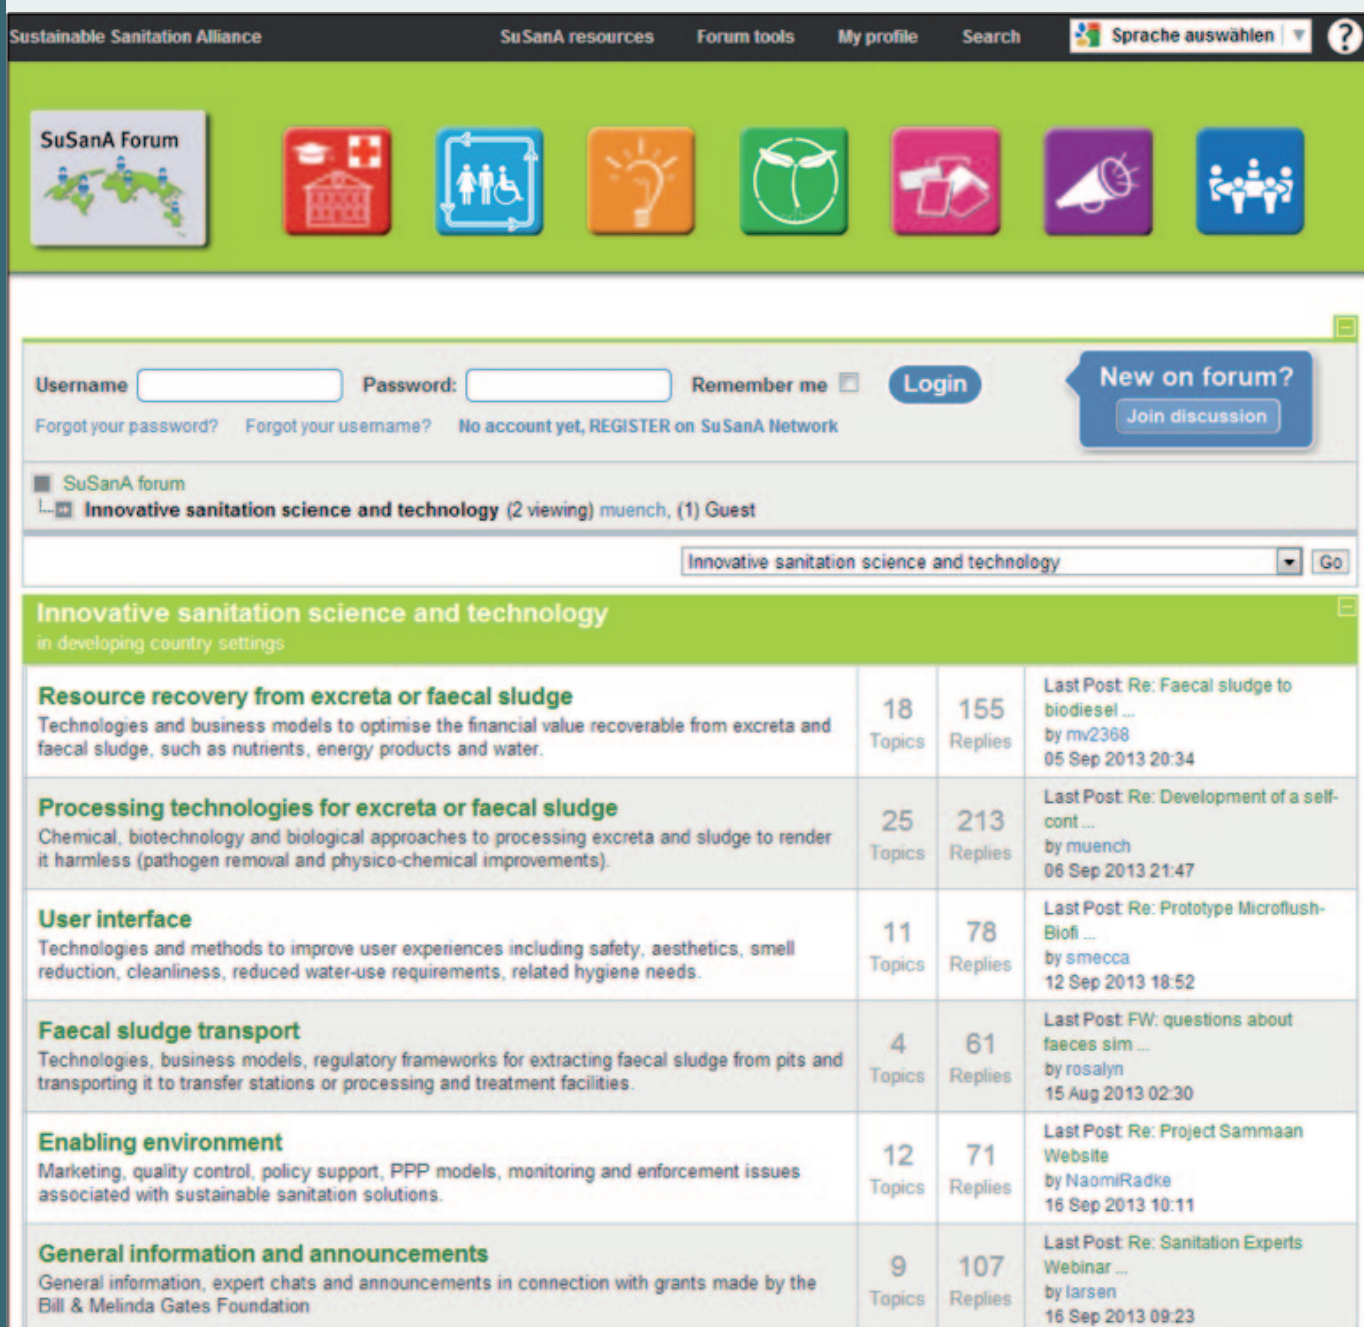 Sustainable Sanitation Alliance SuSanA resources Forum tools My profile Search Sprache auswählen ?
SuSanA Forum
Username Password: Remember me Login
New on forum?
Join discussion
Forgot your password? Forgot your username? No account yet, REGISTER on SuSanA Network
SuSanA forum
Innovative sanitation science and technology (2 viewing) muench, (1) Guest
Innovative sanitation science and technology Go
Innovative sanitation science and technology
in developing country settings
Resource recovery from excreta or faecal sludge
Technologies and business models to optimise the financial value recoverable from excreta and
faecal sludge, such as nutrients, energy products and water.
18
Topics
155
Replies
Last Post: Re: Faecal sludge to
biodiesel ...
by mv2368
05 Sep 2013 20:34
Processing technologies for excreta or faecal sludge
Chemical, biotechnology and biological approaches to processing excreta and sludge to render
it harmless (pathogen removal and physico-chemical improvements).
25
Topics
213
Replies
Last Post: Re: Development of a self-
cont ...
by muench
06 Sep 2013 21:47
User interface
Technologies and methods to improve user experiences including safety, aesthetics, smell
reduction, cleanliness, reduced water-use requirements, related hygiene needs.
11
Topics
78
Replies
Last Post: Re: Prototype Microflush-
Biofi ...
by smecca
12 Sep 2013 18:52
Faecal sludge transport
Technologies, business models, regulatory frameworks for extracting faecal sludge from pits and
transporting it to transfer stations or processing and treatment facilities.
4
Topics
61
Replies
Last Post: FW: questions about
faeces sim ...
by rosalyn
15 Aug 2013 02:30
Enabling environment
Marketing, quality control, policy support, PPP models, monitoring and enforcement issues
associated with sustainable sanitation solutions.
12
Topics
71
Replies
Last Post: Re: Project Sammaan
Website
by NaomiRadke
16 Sep 2013 10:11
General information and announcements
General information, expert chats and announcements in connection with grants made by the
Bill & Melinda Gates Foundation
9
Topics
107
Replies
Last Post: Re: Sanitation Experts
Webinar ...
by larsen
16 Sep 2013 09:23